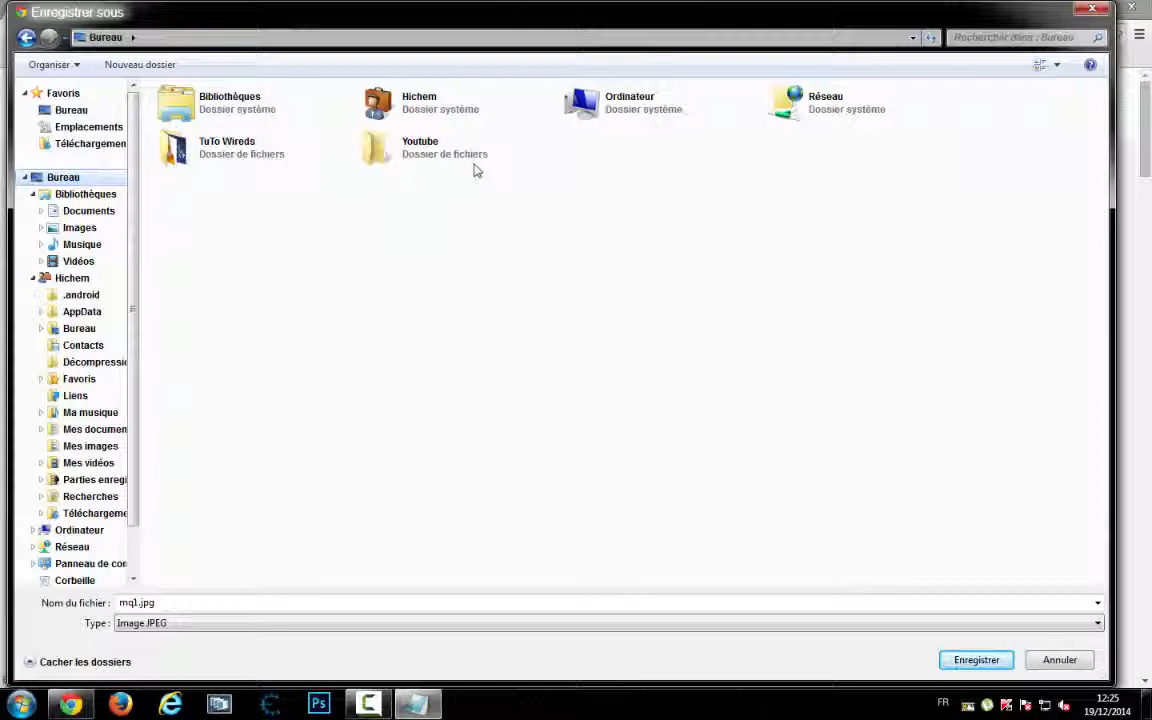 Enregistrer sous
Bureau
Rechercher dans : Bureau
Organiser
Nouveau dossier
Favoris
Bureau
Emplacements
Téléchargemen
Bureau
Bibliothèques
Documents
Images
Musique
Vidéos
Hichem
.android
AppData
Bureau
Contacts
Décompressio
Favoris
Liens
Ma musique
Mes documen
Mes images
Mes vidéos
Parties enregi
Recherches
Téléchargeme
Ordinateur
Réseau
Panneau de con
Corbeille
Bibliothèques
Dossier système
Hichem
Dossier système
Ordinateur
Dossier système
Réseau
Dossier système
TuTo Wireds
Dossier de fichiers
Youtube
Dossier de fichiers
Nom du fichier : mq1.jpg
Type : Image JPEG
Cacher les dossiers
Enregistrer
Annuler
Ps
FR
12:25
19/12/2014